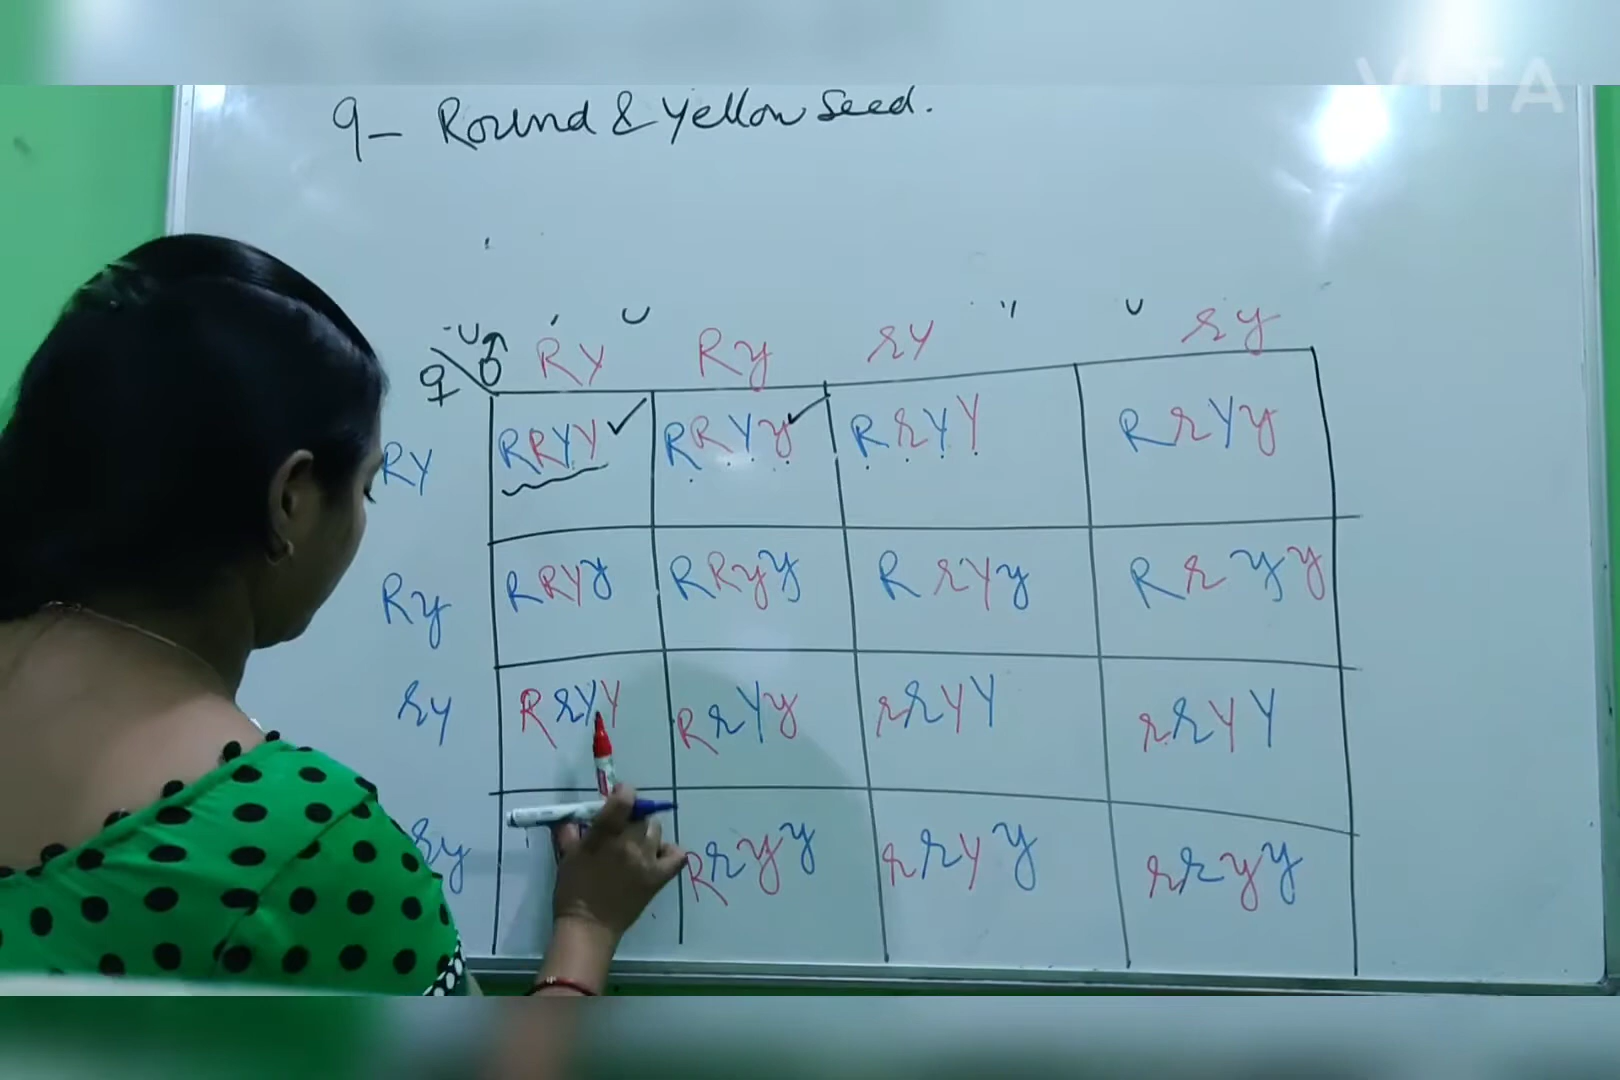 VITA
9- Round & Yellow Seed.
♀ ♂ RY Ry rY ry
RY RRYY ✓ RRYy ✓ RrYY RrYy
Ry RRYy RRyy RrYy Rryy
rY RrYY RrYy rrYY rrYY
ry Rryy rrYy rryy